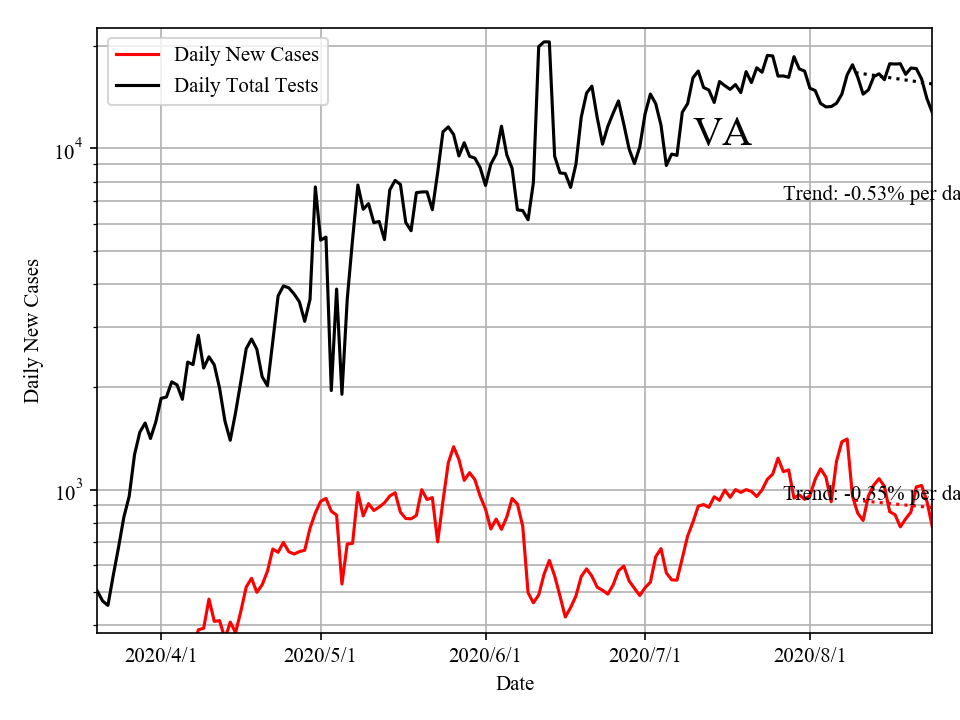 Daily New Cases
Daily Total Tests
VA
Trend: -0.53% per da
Trend: -0.35% per da
10^4
10^3
Daily New Cases
2020/4/1 2020/5/1 2020/6/1 2020/7/1 2020/8/1
Date